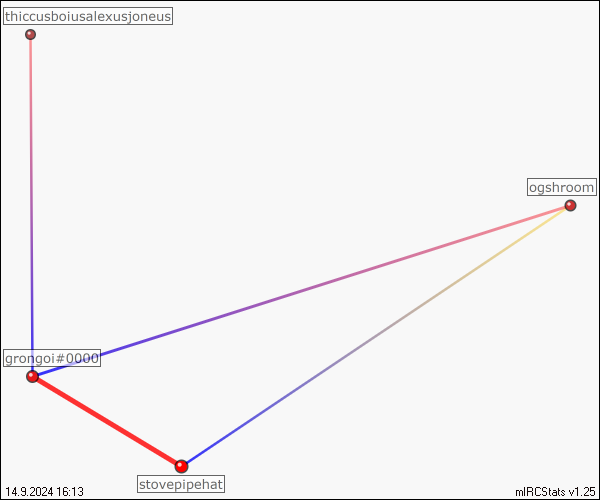 thiccusboiusalexusjoneus
ogshroom
grongoi#0000
stovepipehat
14.9.2024 16:13
mIRCStats v1.25